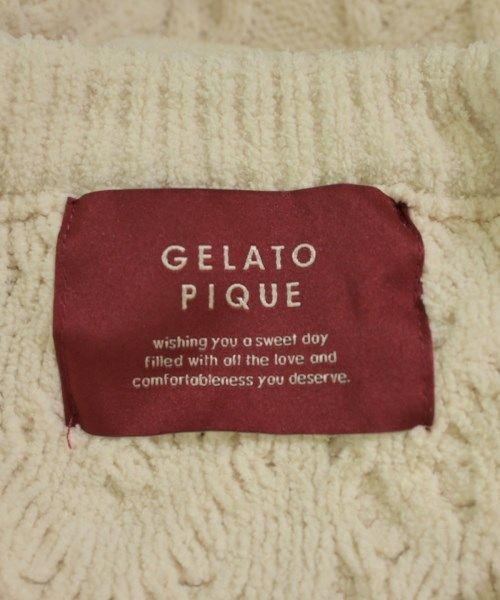 GELATO
PIQUE
wishing you a sweet day
filled with all the love and
comfortableness you deserve.